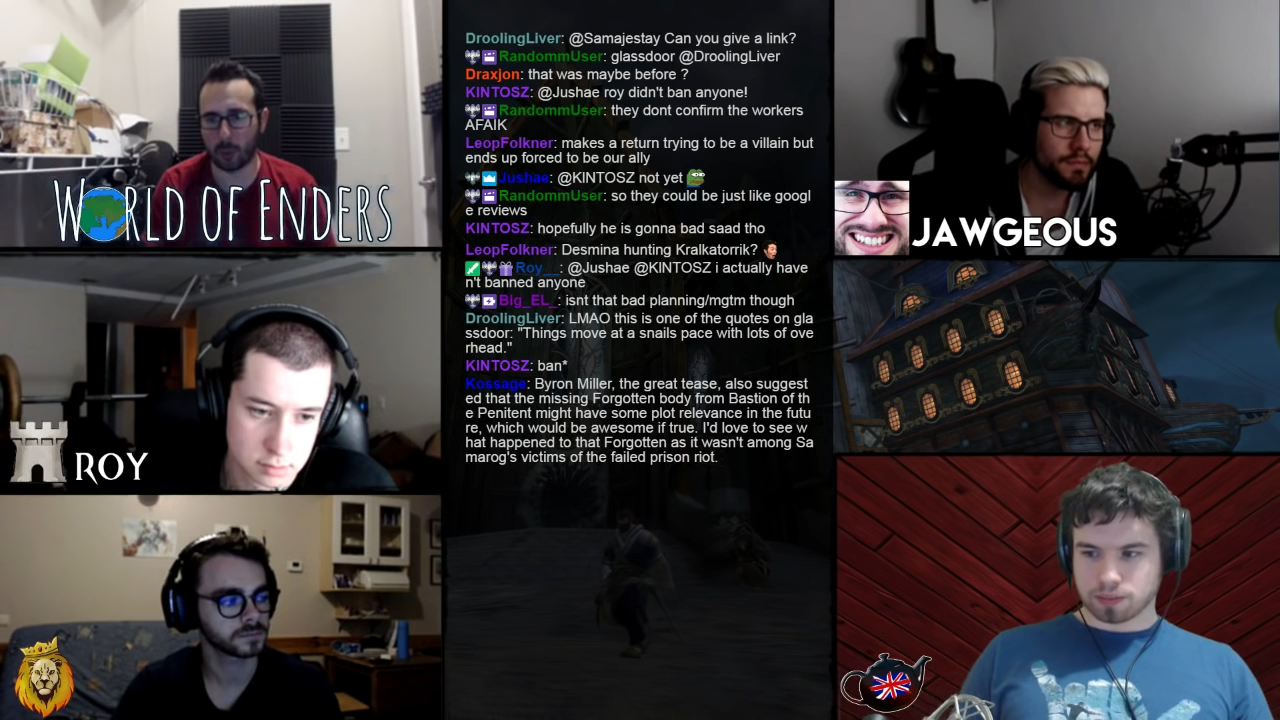 DroolingLiver: @Samajestay Can you give a link?
RandommUser: glassdoor @DroolingLiver
Draxjon: that was maybe before ?
KINTOSZ: @Jushae roy didn't ban anyone!
RandommUser: they dont confirm the workers
AFAIK
LeopFolkner: makes a return trying to be a villain but
ends up forced to be our ally
Jushae: @KINTOSZ not yet
RandommUser: so they could be just like googl
e reviews
KINTOSZ: hopefully he is gonna bad saad tho
LeopFolkner: Desmina hunting Kralkatorrik?
Roy__: @Jushae @KINTOSZ i actually have
n't banned anyone
Big_EL_: isnt that bad planning/mgtm though
DroolingLiver: LMAO this is one of the quotes on gla
ssdoor: "Things move at a snails pace with lots of ove
rhead."
KINTOSZ: ban*
Kossage: Byron Miller, the great tease, also suggest
ed that the missing Forgotten body from Bastion of th
e Penitent might have some plot relevance in the futu
re, which would be awesome if true. I'd love to see w
hat happened to that Forgotten as it wasn't among Sa
marog's victims of the failed prison riot.
WORLD OF ENDERS
JAWGEOUS
ROY